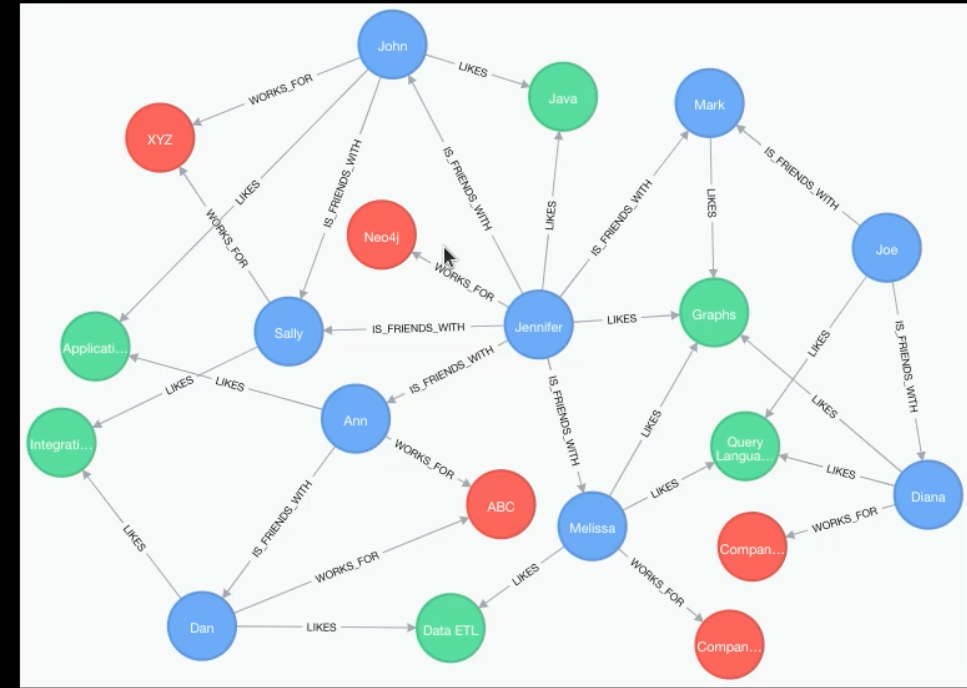 John
LIKES
WORKS_FOR
Java
Mark
XYZ
IS_FRIENDS_WITH
IS_FRIENDS_WITH
IS_FRIENDS_WITH
LIKES
LIKES
LIKES
IS_FRIENDS_WITH
WORKS_FOR
Neo4j
WORKS_FOR
Joe
Sally
IS_FRIENDS_WITH
Jennifer
LIKES
Graphs
Applicati...
LIKES
LIKES
IS_FRIENDS_WITH
LIKES
IS_FRIENDS_WITH
Ann
IS_FRIENDS_WITH
LIKES
LIKES
Integrati...
WORKS_FOR
Query
Langua...
LIKES
LIKES
Diana
ABC
Melissa
WORKS_FOR
IS_FRIENDS_WITH
LIKES
Compan...
WORKS_FOR
LIKES
WORKS_FOR
Dan
LIKES
Data ETL
Compan...